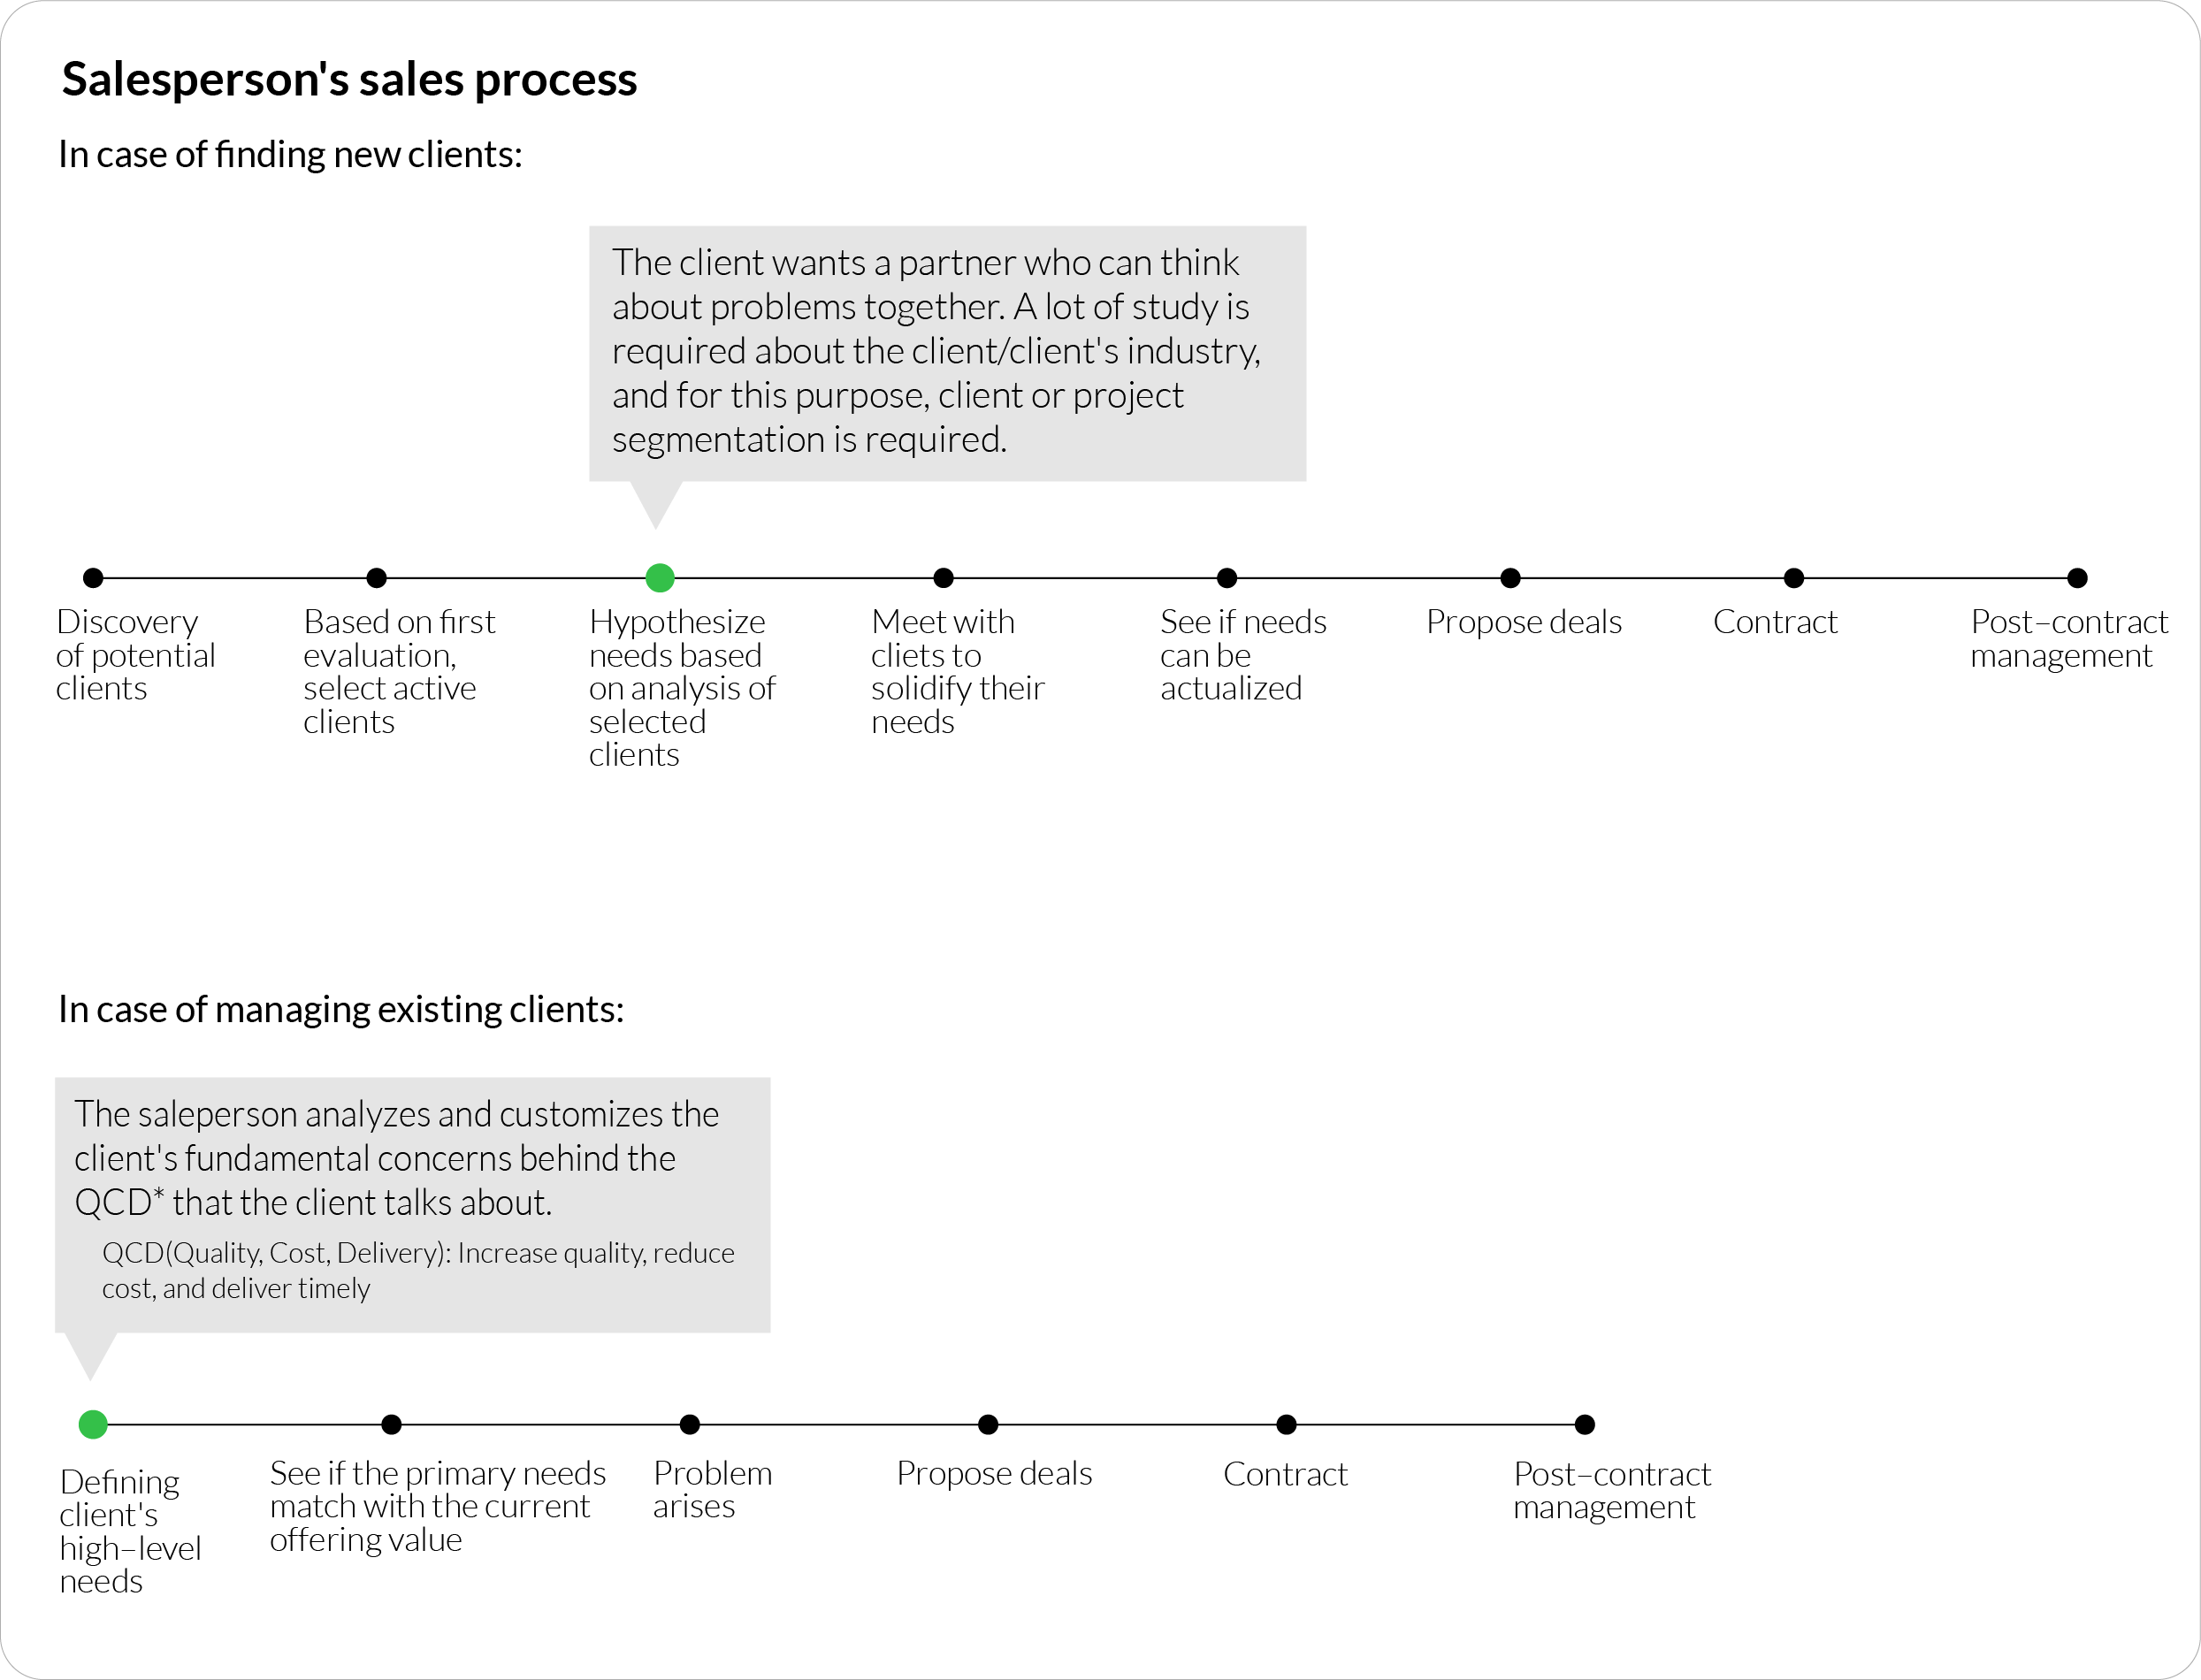 Salesperson's sales process
In case of finding new clients:
The client wants a partner who can think
about problems together. A lot of study is
required about the client/client's industry,
and for this purpose, client or project
segmentation is required.
Discovery
of potential
clients
Based on first
evaluation,
select active
clients
Hypothesize
needs based
on analysis of
selected
clients
Meet with
cliets to
solidify their
needs
See if needs
can be
actualized
Propose deals
Contract
Post–contract
management
In case of managing existing clients:
The saleperson analyzes and customizes the
client's fundamental concerns behind the
QCD* that the client talks about.
QCD(Quality, Cost, Delivery): Increase quality, reduce
cost, and deliver timely
Defining
client's
high–level
needs
See if the primary needs
match with the current
offering value
Problem
arises
Propose deals
Contract
Post–contract
management